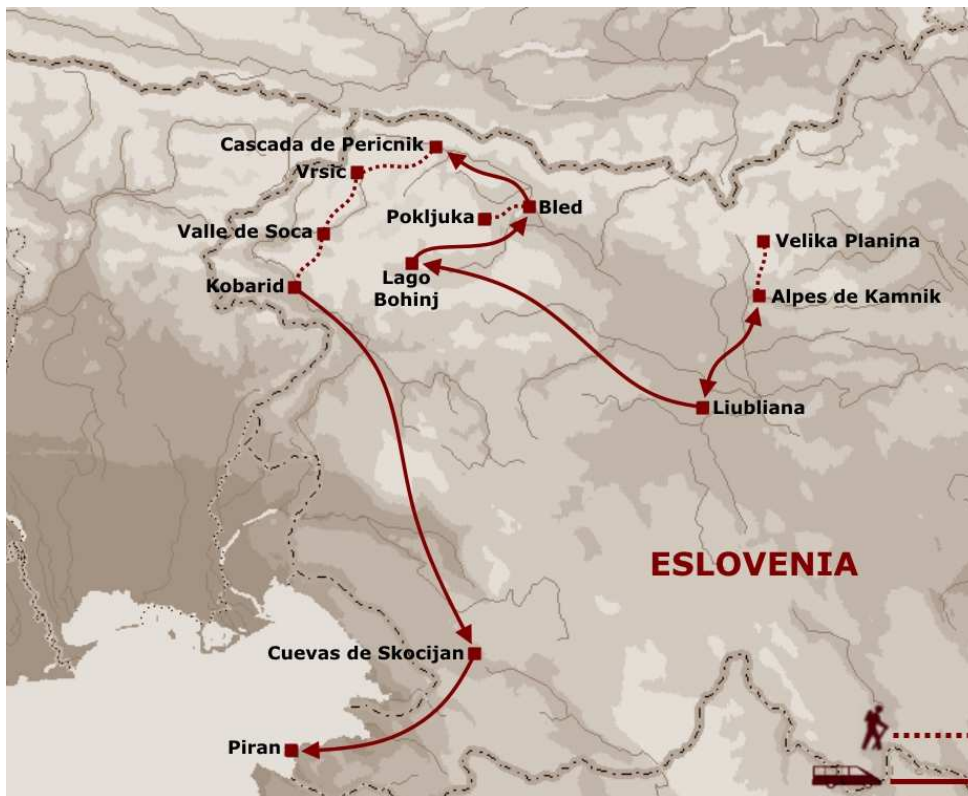 Cascada de Pericnik
Vrsic
Pokljuka
Bled
Valle de Soca
Velika Planina
Kobarid
Lago
Bohinj
Alpes de Kamnik
Liubliana
ESLOVENIA
Cuevas de Skocijan
Piran